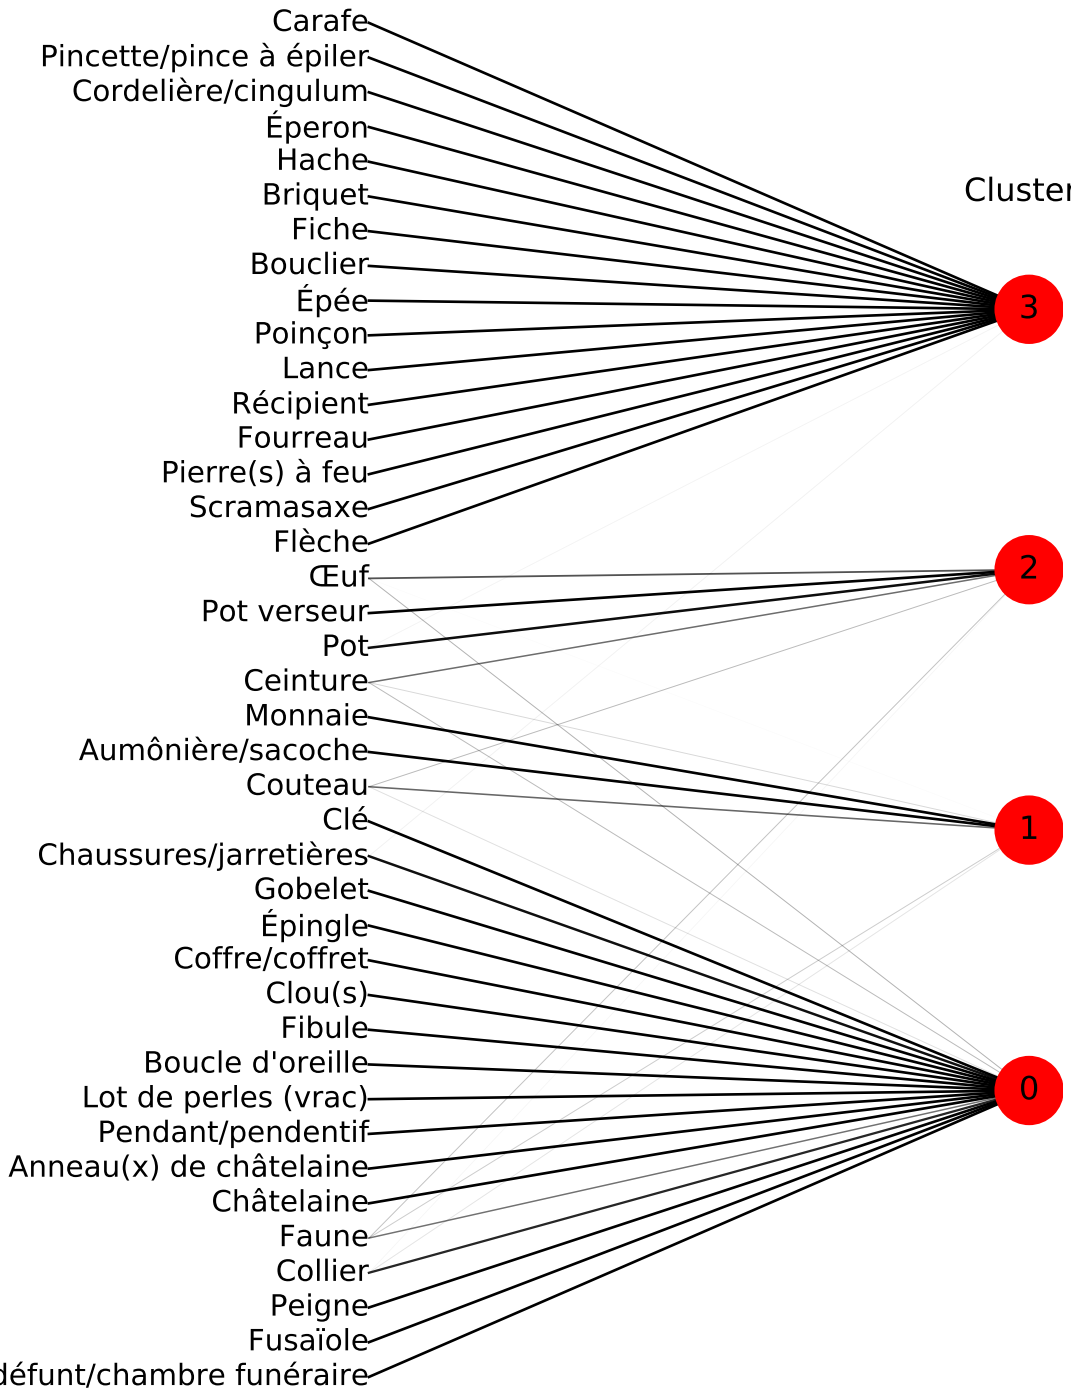 Carafe
Pincette/pince à épiler
Cordelière/cingulum
Éperon
Hache
Briquet
Cluster
Fiche
Bouclier
Épée
3
Poinçon
Lance
Récipient
Fourreau
Pierre(s) à feu
Scramasaxe
Flèche
Œuf
2
Pot verseur
Pot
Ceinture
Monnaie
Aumônière/sacoche
Couteau
Clé
1
Chaussures/jarretières
Gobelet
Épingle
Coffre/coffret
Clou(s)
Fibule
Boucle d'oreille
Lot de perles (vrac)
0
Pendant/pendentif
Anneau(x) de châtelaine
Châtelaine
Faune
Collier
Peigne
Fusaïole
défunt/chambre funéraire